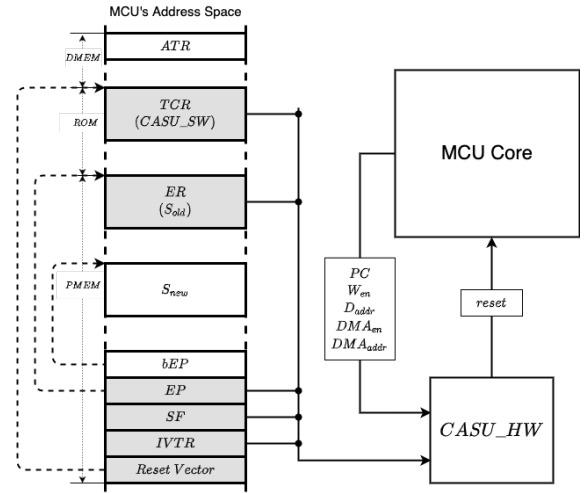 MCU's Address Space
DMEM
ATR
ROM
TCR
(CASU_SW)
ER
(S_old)
PMEM
S_new
bEP
EP
SF
IVTR
Reset Vector
MCU Core
PC
W_en
D_addr
DMA_en
DMA_addr
reset
CASU_HW